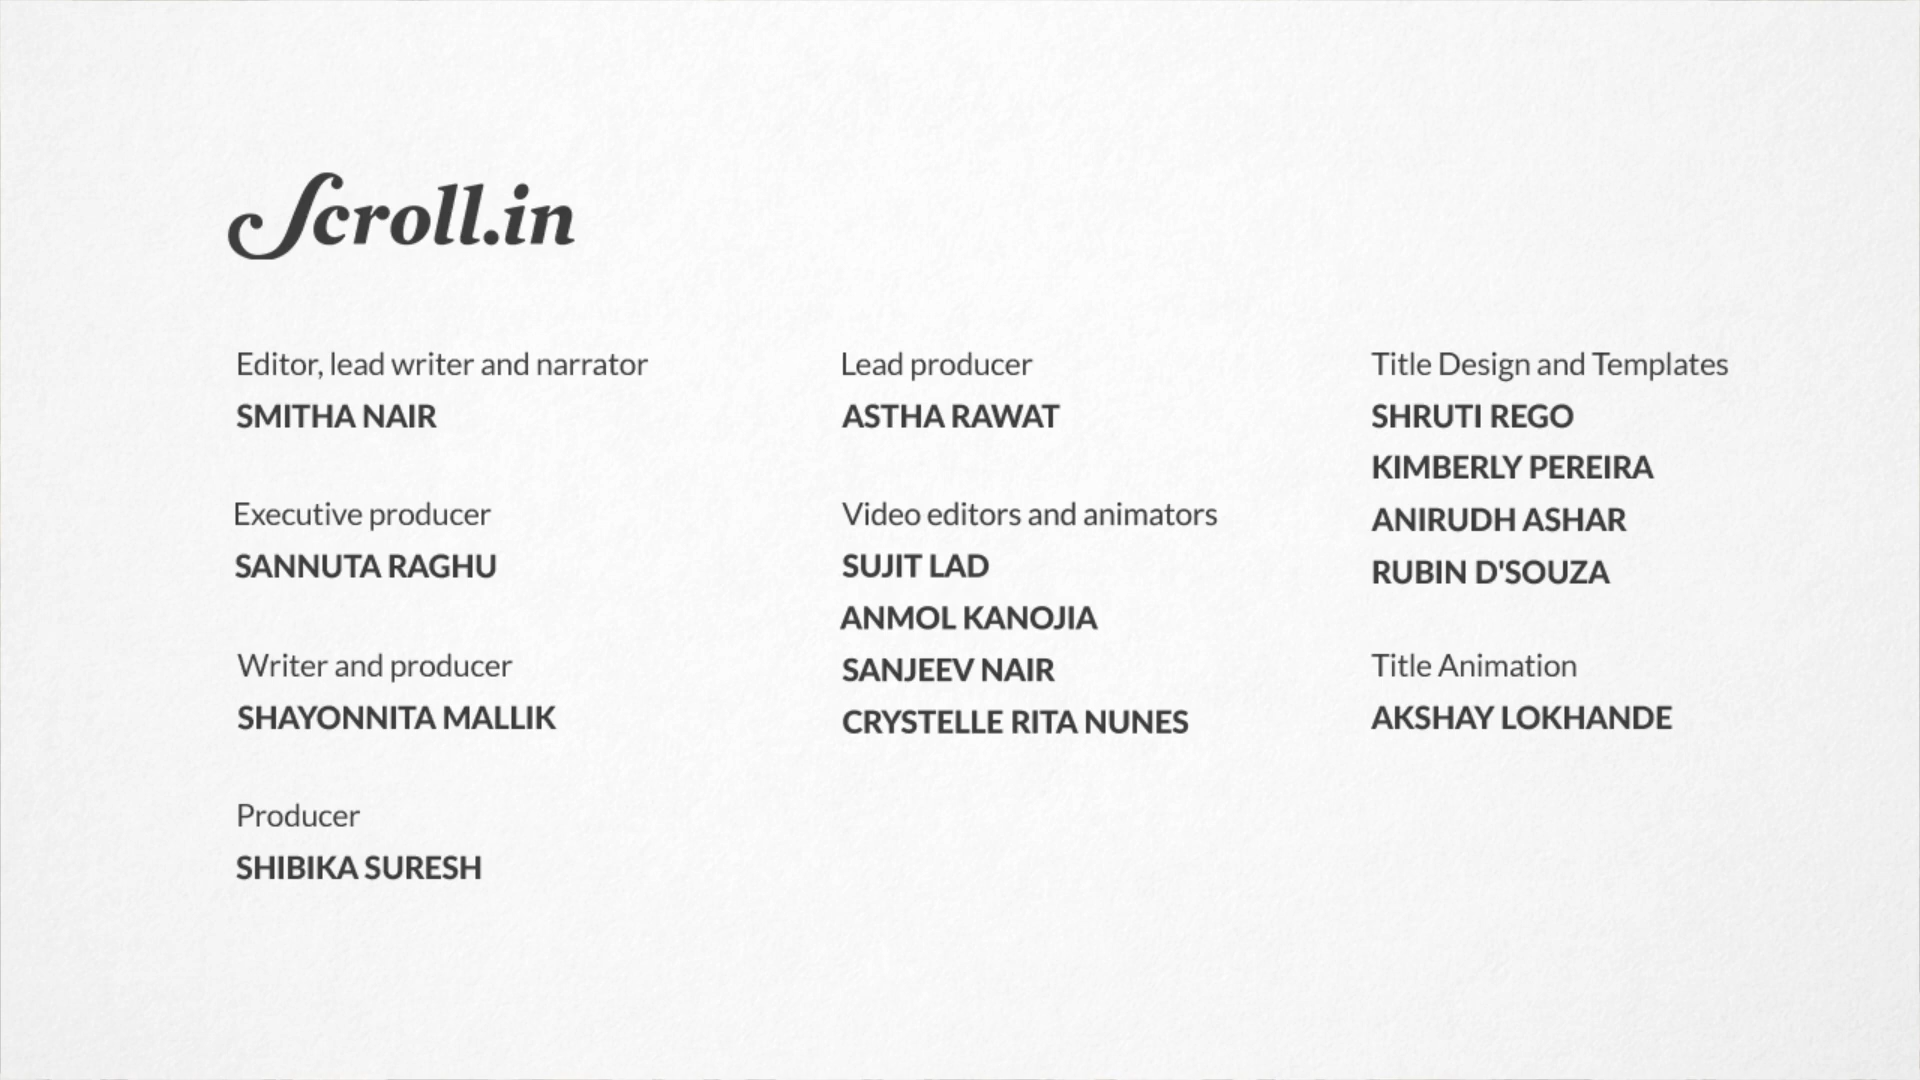 Scroll.in
Editor, lead writer and narrator
SMITHA NAIR
Executive producer
SANNUTA RAGHU
Writer and producer
SHAYONNITA MALLIK
Producer
SHIBIKA SURESH
Lead producer
ASTHA RAWAT
Video editors and animators
SUJIT LAD
ANMOL KANOJIA
SANJEEV NAIR
CRYSTELLE RITA NUNES
Title Design and Templates
SHRUTI REGO
KIMBERLY PEREIRA
ANIRUDH ASHAR
RUBIN D'SOUZA
Title Animation
AKSHAY LOKHANDE